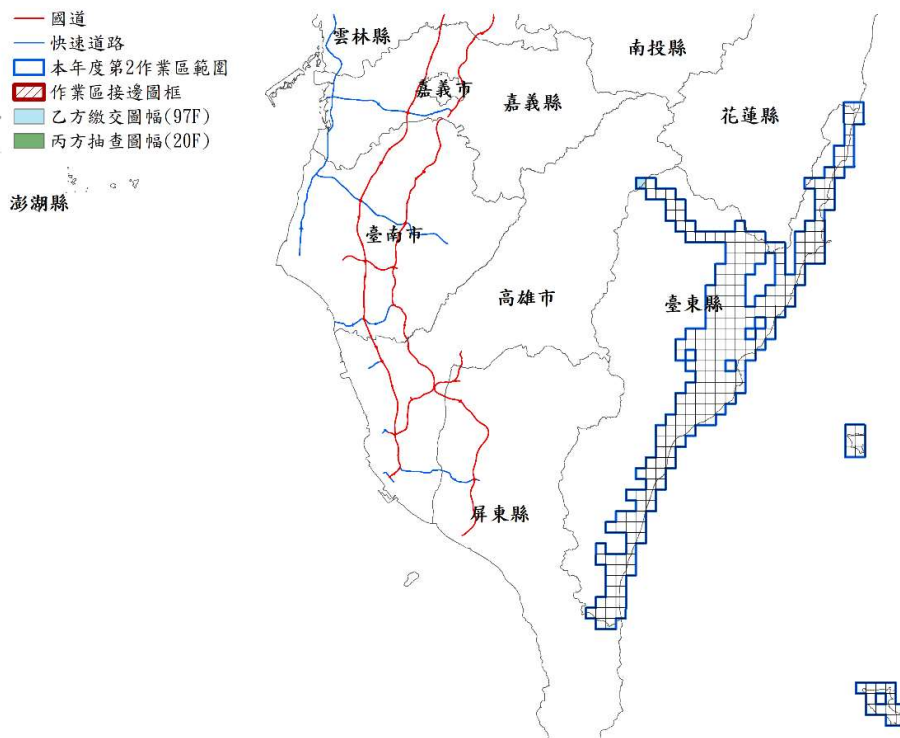 國道
快速道路
本年度第2作業區範圍
作業區接邊圖框
乙方繳交圖幅(97F)
丙方抽查圖幅(20F)
澎湖縣
雲林縣
南投縣
嘉義市
嘉義縣
花蓮縣
臺南市
高雄市
臺東縣
屏東縣